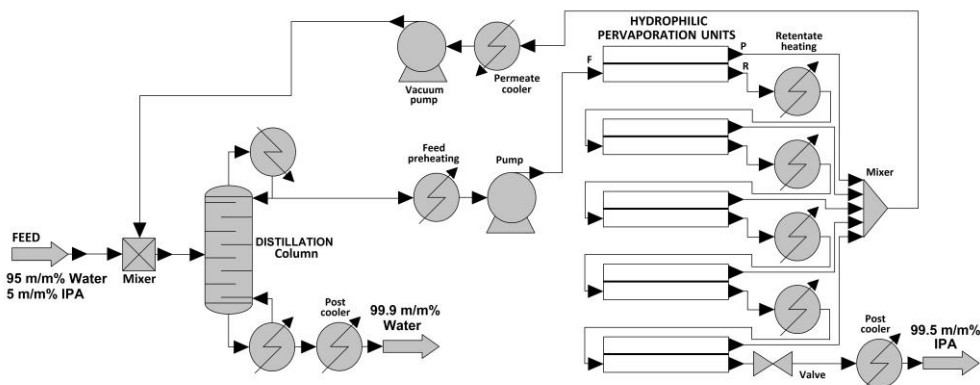 HYDROPHILIC
PERVAPORATION UNITS
Retentate
heating
P
F
R
Vacuum
pump
Permeate
cooler
Feed
preheating
Pump
Mixer
FEED
DISTILLATION
Column
Mixer
95 m/m% Water
5 m/m% IPA
Post
cooler
99.9 m/m%
Water
Post
cooler
99.5 m/m%
IPA
Valve